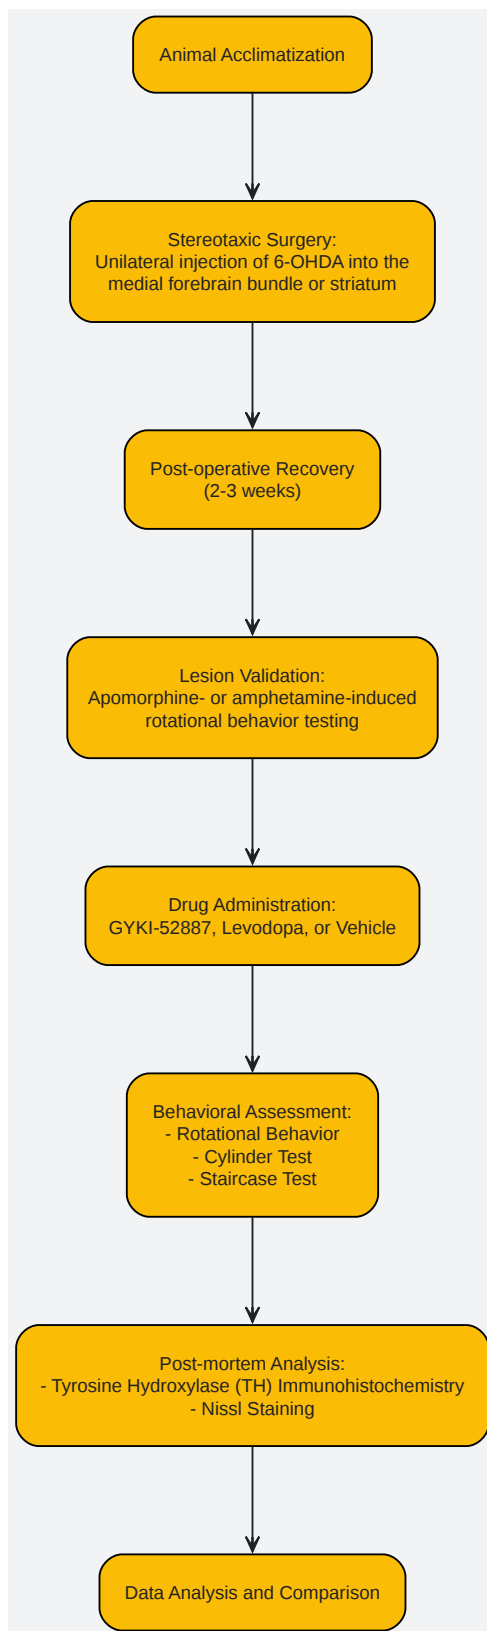 Animal Acclimatization
Stereotaxic Surgery:
Unilateral injection of 6-OHDA into the
medial forebrain bundle or striatum
Post-operative Recovery
(2-3 weeks)
Lesion Validation:
Apomorphine- or amphetamine-induced
rotational behavior testing
Drug Administration:
GYKI-52887, Levodopa, or Vehicle
Behavioral Assessment:
- Rotational Behavior
- Cylinder Test
- Staircase Test
Post-mortem Analysis:
- Tyrosine Hydroxylase (TH) Immunohistochemistry
- Nissl Staining
Data Analysis and Comparison